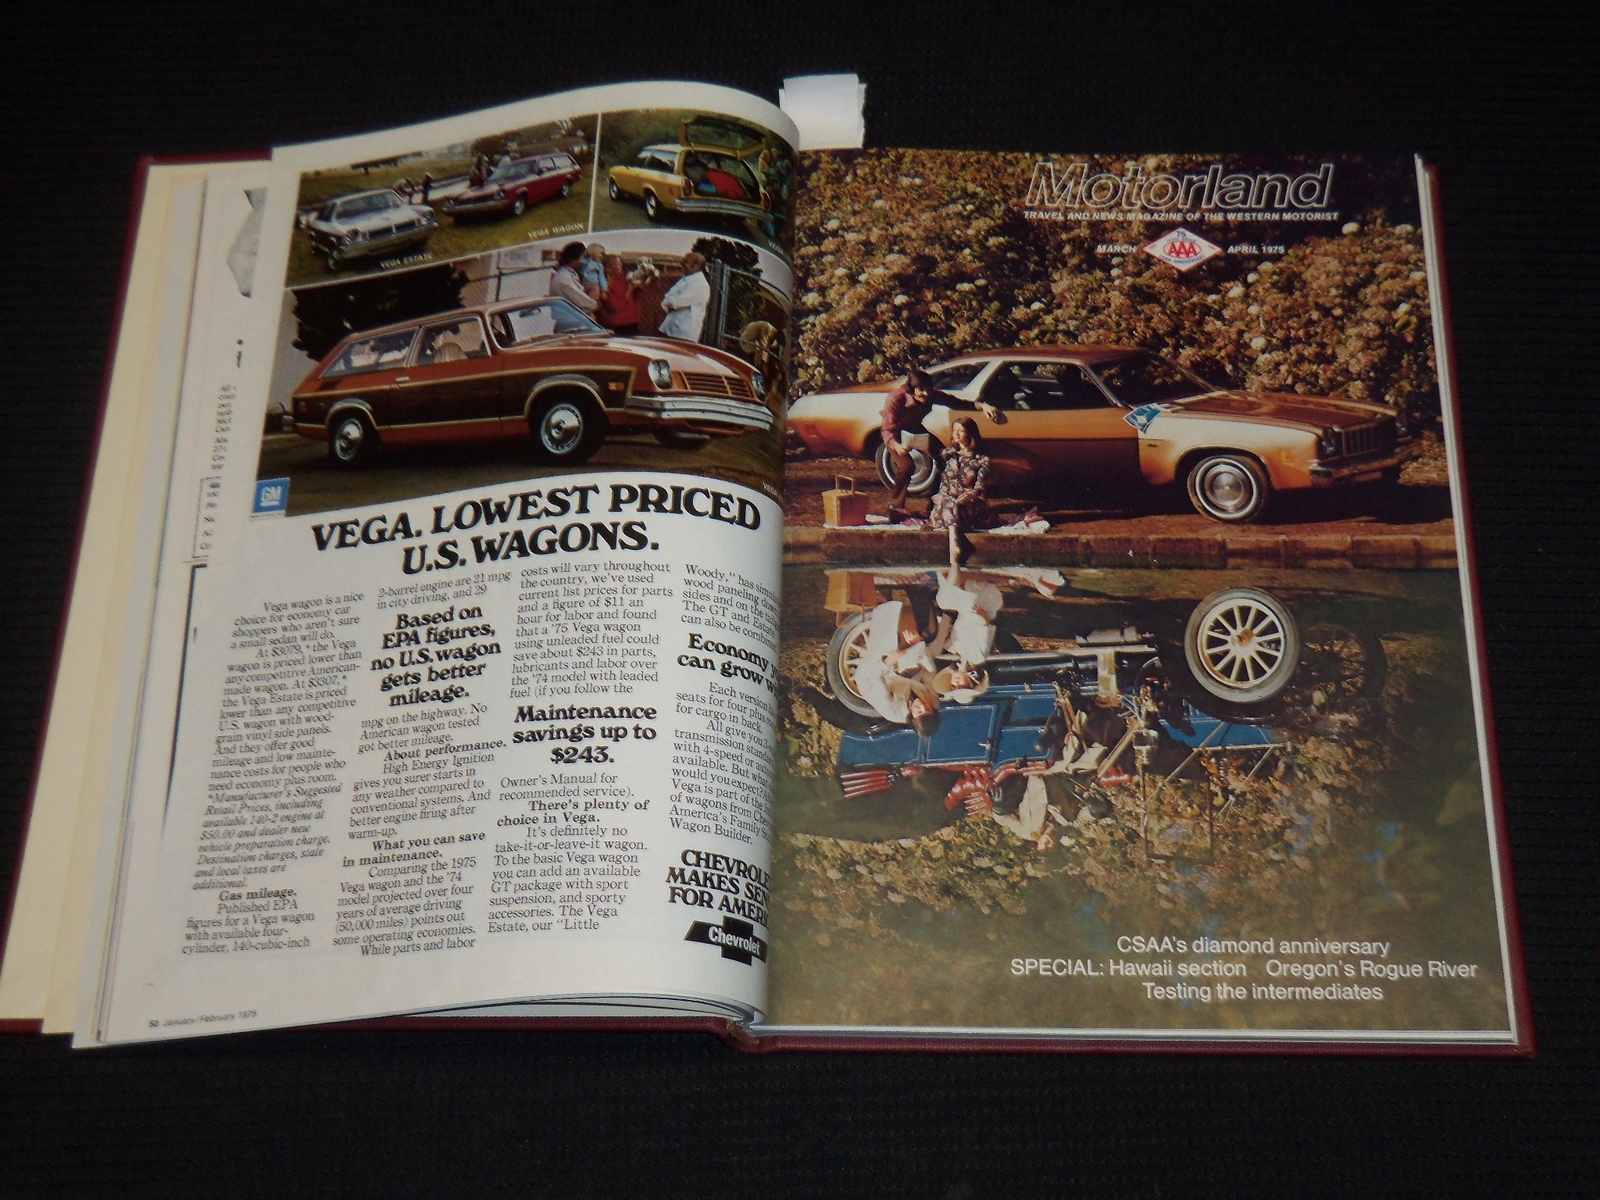 VEGA ESTATE
VEGA WAGON
GM
VEGA. LOWEST PRICED
U.S. WAGONS.
Vega wagon is a nice
choice for economy car
shoppers who aren't sure
a small sedan will do.
At $3079,* the Vega
wagon is priced lower than
any competitive American-
made wagon. At $3307,*
the Vega Estate is priced
lower than any competitive
U.S. wagon with wood-
grain vinyl side panels.
And they offer good
mileage and low mainte-
nance costs for people who
need economy plus room.
*Manufacturer's Suggested
Retail Prices, including
available 140-2 engine at
$50.00 and dealer new
vehicle preparation charge.
Destination charges, state
and local taxes are
additional.
Gas mileage.
Published EPA
figures for a Vega wagon
with available four-
cylinder, 140-cubic-inch
2-barrel engine are 21 mpg
in city driving, and 29
Based on
EPA figures,
no U.S. wagon
gets better
mileage.
mpg on the highway. No
American wagon tested
got better mileage.
About performance.
High Energy Ignition
gives you surer starts in
any weather compared to
conventional systems. And
better engine firing after
warm-up.
What you can save
in maintenance.
Comparing the 1975
Vega wagon and the '74
model projected over four
years of average driving
(50,000 miles) points out
some operating economies.
While parts and labor
costs will vary throughout
the country, we've used
current list prices for parts
and a figure of $11 an
hour for labor and found
that a '75 Vega wagon
using unleaded fuel could
save about $243 in parts,
lubricants and labor over
the '74 model with leaded
fuel (if you follow the
Maintenance
savings up to
$243.
Owner's Manual for
recommended service).
There's plenty of
choice in Vega.
It's definitely no
take-it-or-leave-it wagon.
To the basic Vega wagon
you can add an available
GT package with sport
suspension, and sporty
accessories. The Vega
Estate, our "Little
Woody," has
wood paneling
sides and on the
The GT and Estate
can also be
Economy
can grow
Each version
seats for four plus
for cargo in back.
All give you
transmission
with 4-speed or
available. But what
would you expect?
Vega is part of the
of wagons from
America's Family
Wagon Builder.
CHEVROL
MAKES SEN
FOR AMER
Chevrolet
50 January/February 1975
Motorland
TRAVEL AND NEWS MAGAZINE OF THE WESTERN MOTORIST
MARCH 75 AAA APRIL 1975
CSAA's diamond anniversary
SPECIAL: Hawaii section Oregon's Rogue River
Testing the intermediates